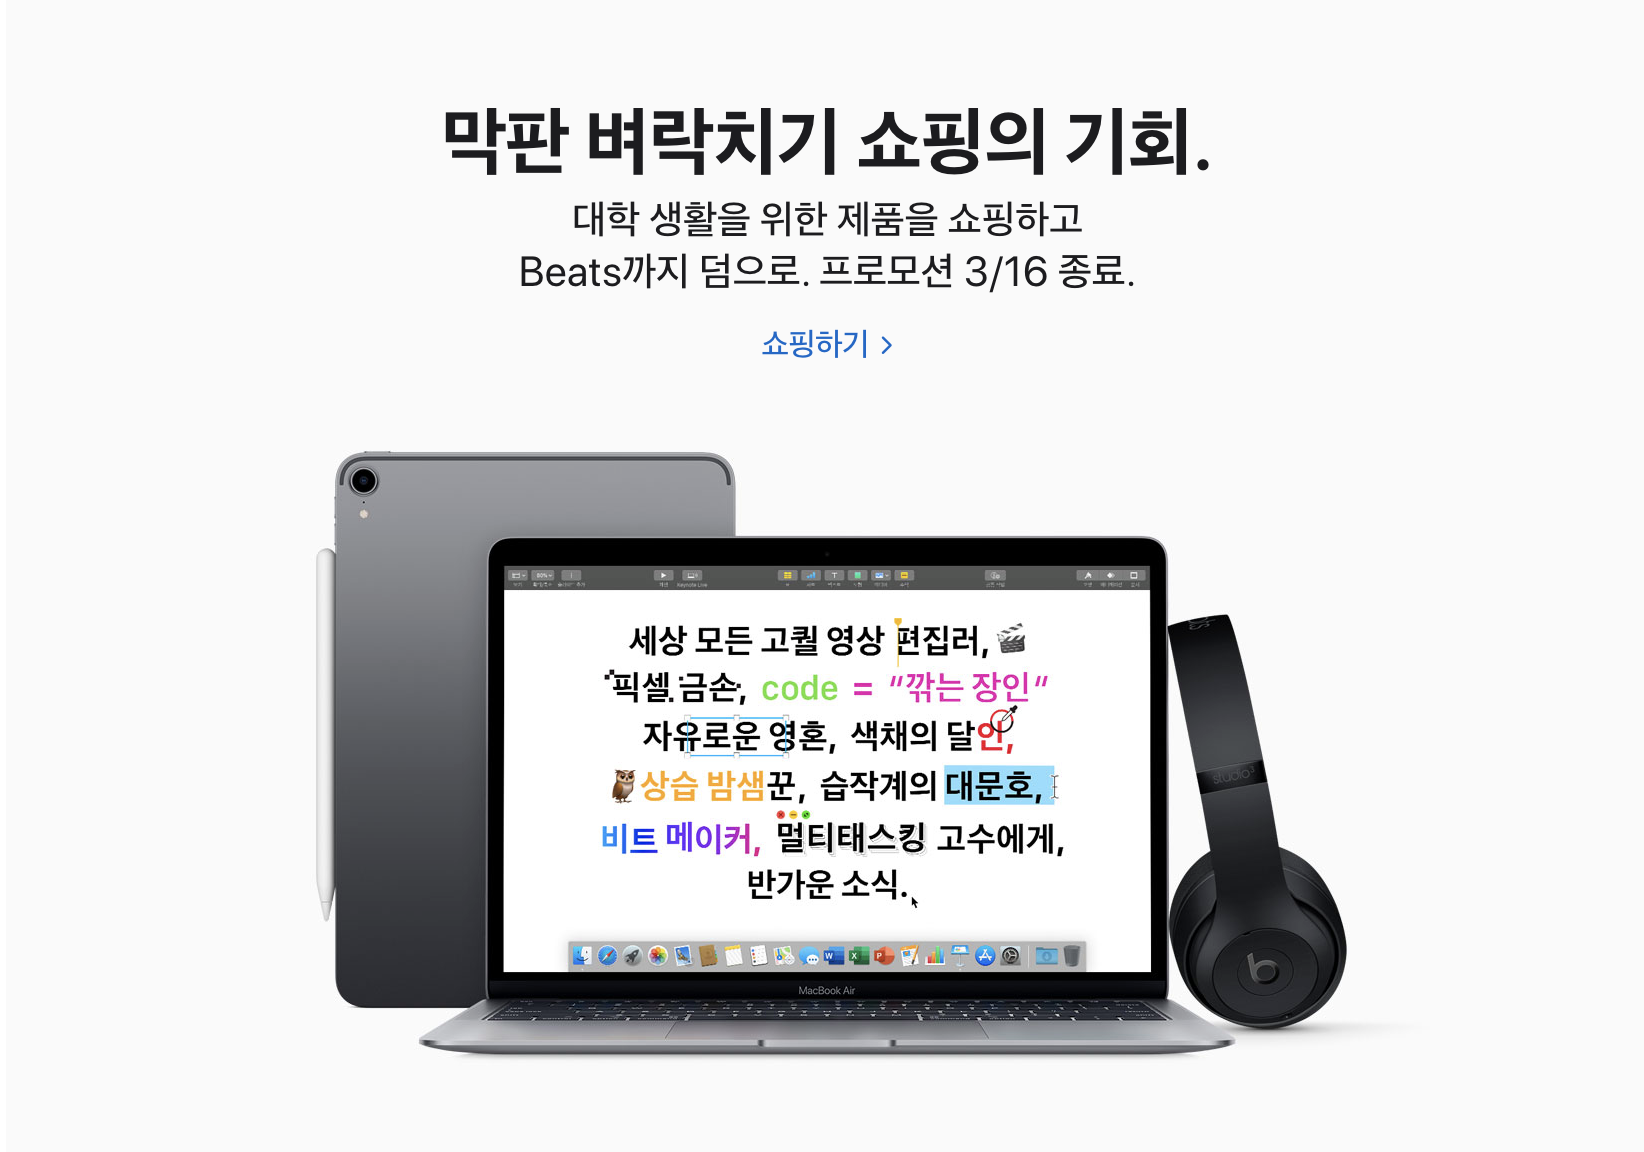 막판 벼락치기 쇼핑의 기회.
대학 생활을 위한 제품을 쇼핑하고
Beats까지 덤으로. 프로모션 3/16 종료.
쇼핑하기 >
Keynote Live
세상 모든 고퀄 영상 편집러, 🎬
픽셀 금손, code = “깎는 장인“
자유로운 영혼, 색채의 달인,
🦉상습 밤샘꾼, 습작계의 대문호,
비트 메이커, 멀티태스킹 고수에게,
반가운 소식.
MacBook Air
studio³